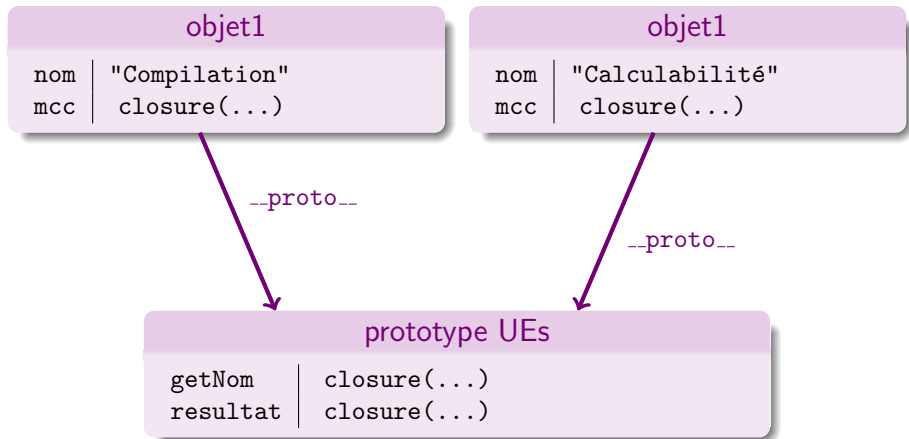 objet1
nom "Compilation"
mcc closure(...)
objet1
nom "Calculabilité"
mcc closure(...)
__proto__
__proto__
prototype UEs
getNom closure(...)
resultat closure(...)